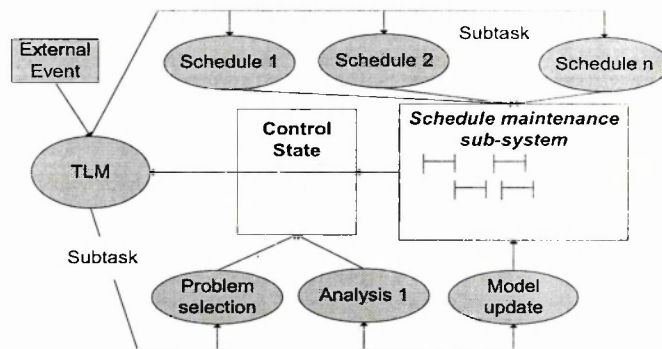 External
Event
Schedule 1
Schedule 2
Subtask
Schedule n
TLM
Control
State
Schedule maintenance
sub-system
Subtask
Problem
selection
Analysis 1
Model
update